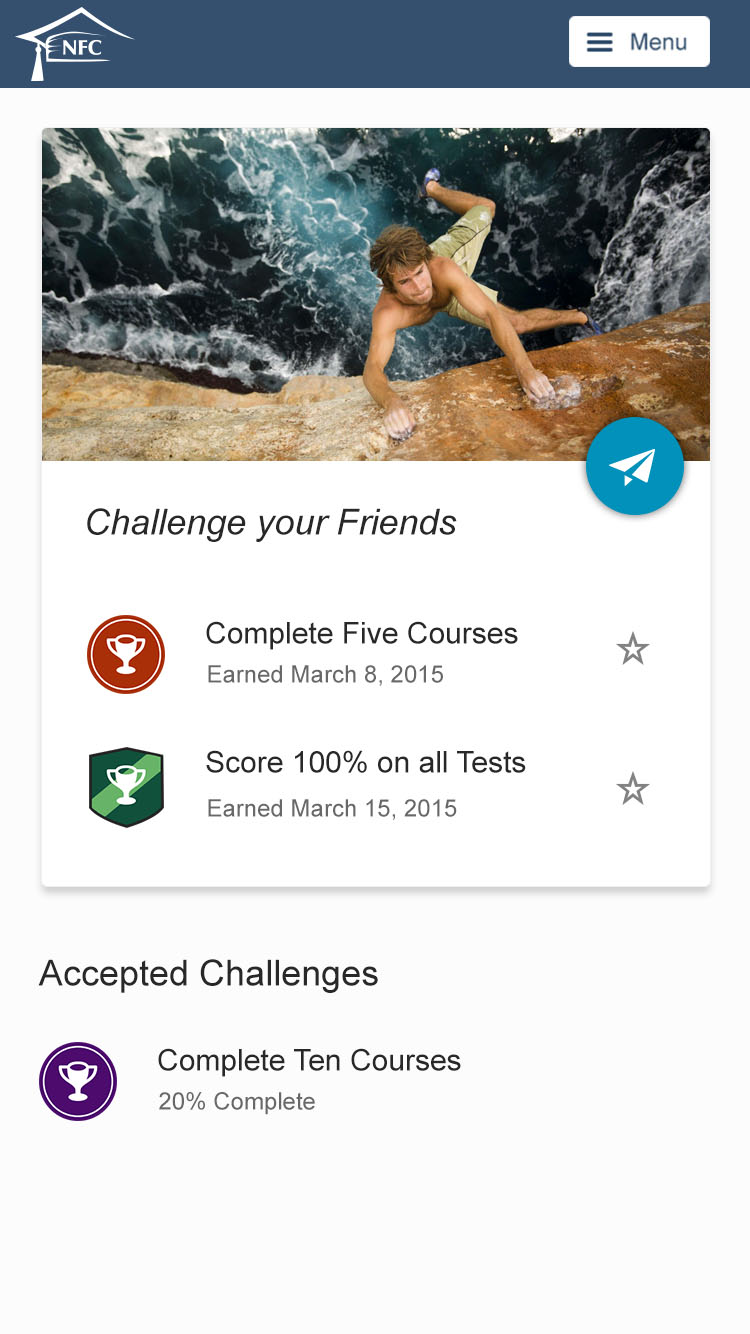 NFC
Menu
Challenge your Friends
Complete Five Courses
Earned March 8, 2015
Score 100% on all Tests
Earned March 15, 2015
Accepted Challenges
Complete Ten Courses
20% Complete